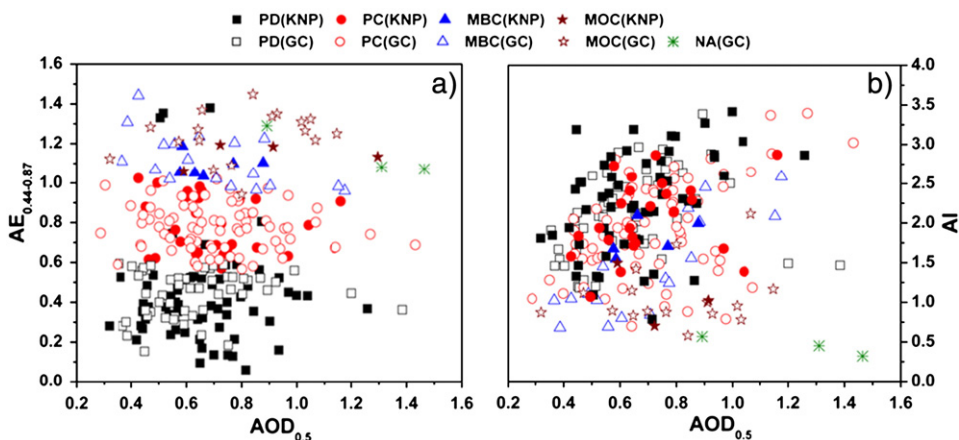 PD(KNP) PC(KNP) MBC(KNP) MOC(KNP)
PD(GC) PC(GC) MBC(GC) MOC(GC) NA(GC)
a)
b)
1.6
1.4
1.2
1.0
0.8
0.6
0.4
0.2
0.0
AE0.44-0.87
0.2 0.4 0.6 0.8 1.0 1.2 1.4 1.6
AOD0.5
4.0
3.5
3.0
2.5
2.0
1.5
1.0
0.5
0.0
AI
0.2 0.4 0.6 0.8 1.0 1.2 1.4 1.6
AOD0.5